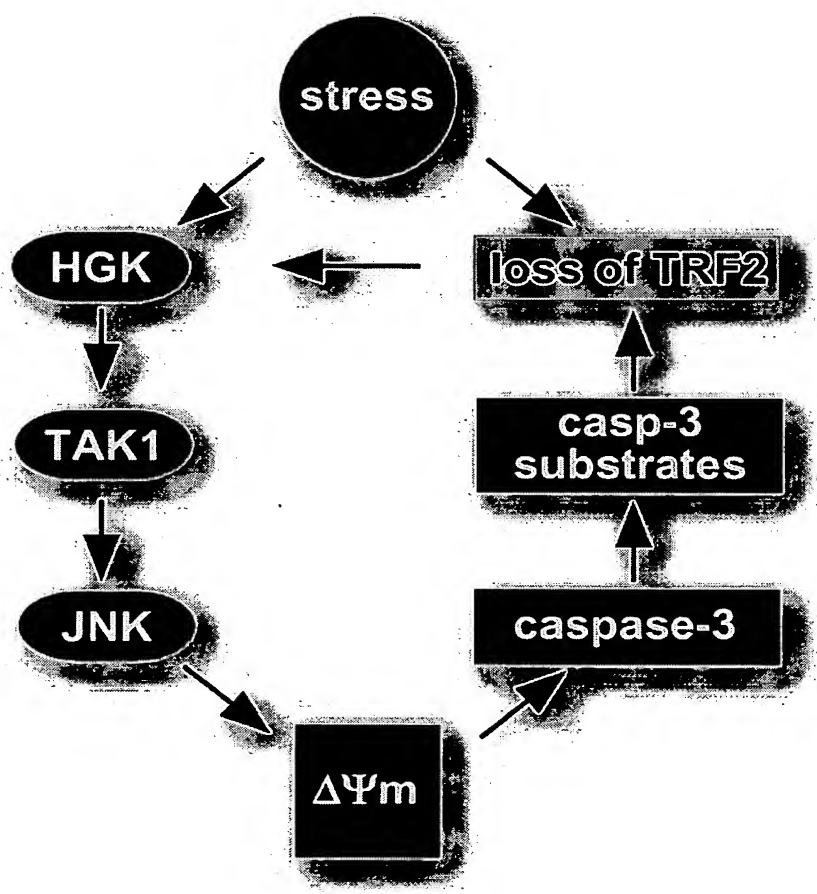 stress
HGK
loss of TRF2
TAK1
casp-3
substrates
JNK
caspase-3
ΔΨm